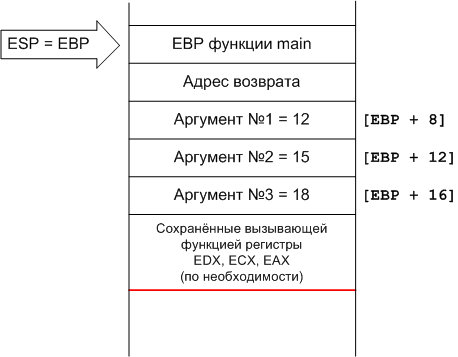 ESP = EBP
EBP функции main
Адрес возврата
Аргумент №1 = 12
[EBP + 8]
Аргумент №2 = 15
[EBP + 12]
Аргумент №3 = 18
[EBP + 16]
Сохранённые вызывающей
функцией регистры
EDX, ECX, EAX
(по необходимости)